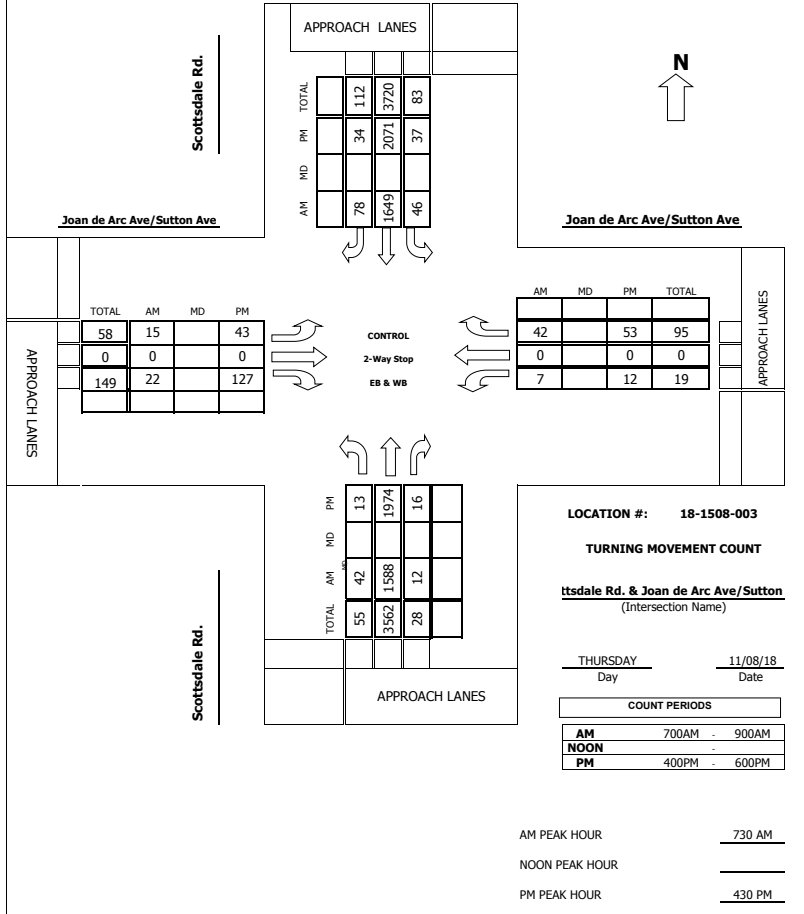 APPROACH LANES
Scottsdale Rd.
N
TOTAL 112 3720 83
PM 34 2071 37
MD
AM 78 1649 46
Joan de Arc Ave/Sutton Ave
Joan de Arc Ave/Sutton Ave
TOTAL AM MD PM
58 15 43
0 0 0
149 22 127
APPROACH LANES
CONTROL
2-Way Stop
EB & WB
AM MD PM TOTAL
42 53 95
0 0 0
7 12 19
APPROACH LANES
PM 13 1974 16
MD
AM 42 1588 12
MD
TOTAL 55 3562 28
Scottsdale Rd.
APPROACH LANES
LOCATION #: 18-1508-003
TURNING MOVEMENT COUNT
ttsdale Rd. & Joan de Arc Ave/Sutton
(Intersection Name)
THURSDAY 11/08/18
Day Date
COUNT PERIODS
AM 700AM - 900AM
NOON -
PM 400PM - 600PM
AM PEAK HOUR 730 AM
NOON PEAK HOUR
PM PEAK HOUR 430 PM